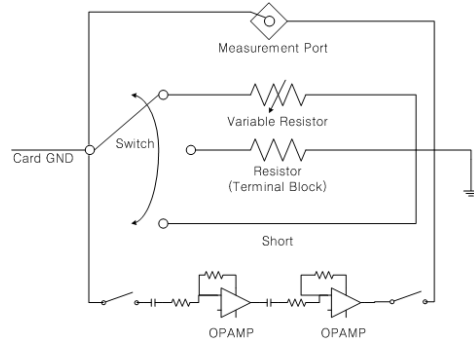 Measurement Port
Variable Resistor
Card GND
Switch
Resistor
(Terminal Block)
Short
OPAMP
OPAMP